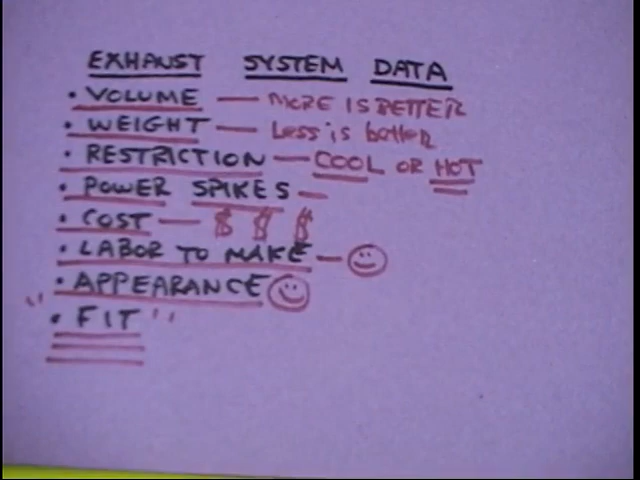 EXHAUST SYSTEM DATA
• VOLUME — MORE IS BETTER
• WEIGHT — Less is better
• RESTRICTION — COOL OR HOT
• POWER SPIKES —
• COST — $ $ $
• LABOR TO MAKE —
• APPEARANCE
"• FIT"